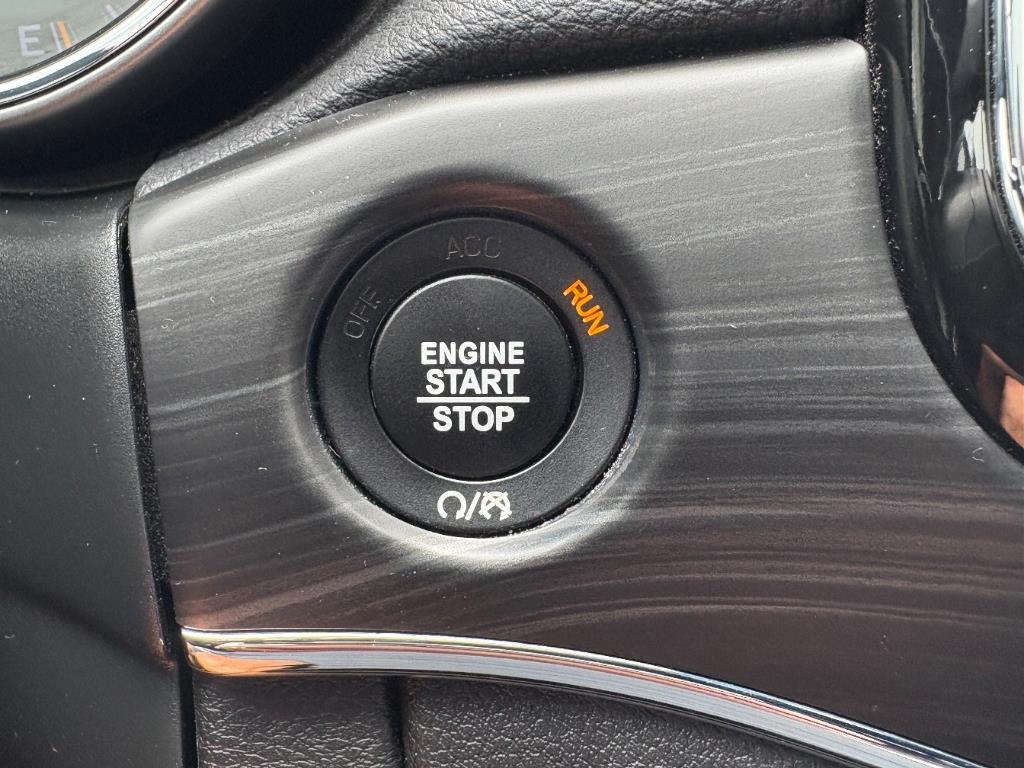 E
ACC
OFF
RUN
ENGINE
START
STOP